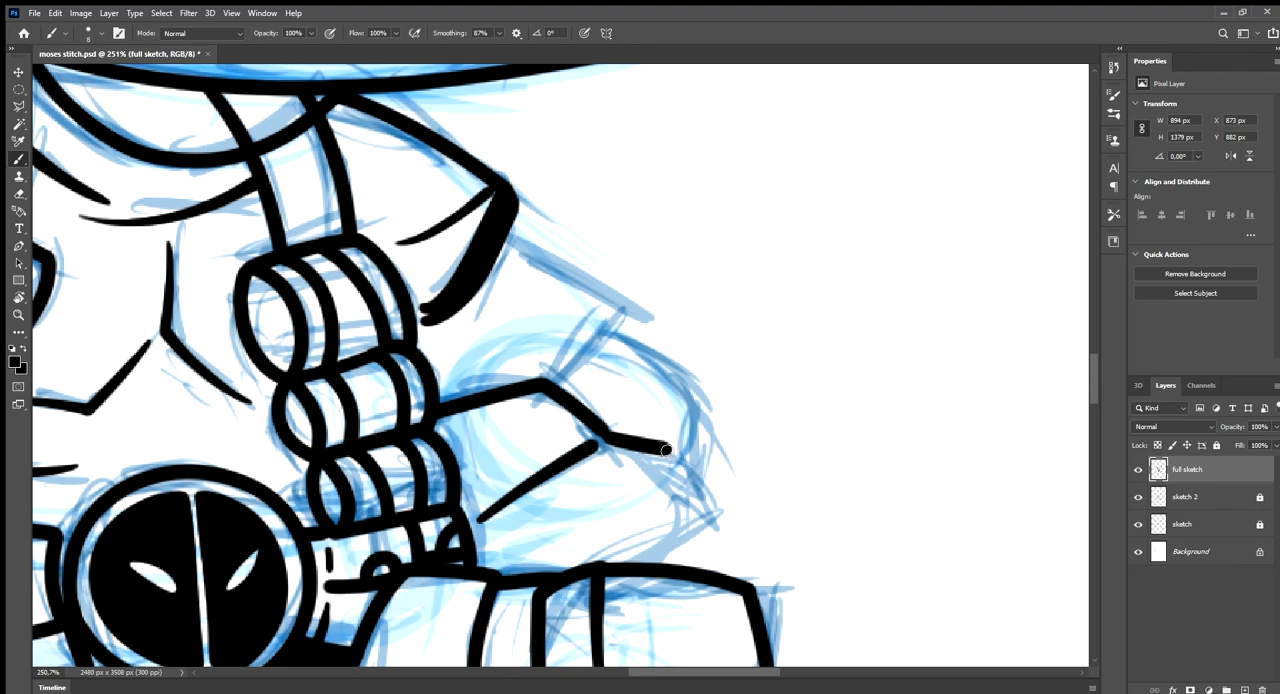 Ps File Edit Image Layer Type Select Filter 3D View Window Help
8 Mode: Normal Opacity: 100% Flow: 100% Smoothing: 87% 0°
moses stitch.psd @ 251% (full sketch, RGB/8) * ×
Properties
Pixel Layer
Transform
W 894 px X 873 px
H 1379 px Y 882 px
0,00°
Align and Distribute
Align:
Quick Actions
Remove Background
Select Subject
3D Layers Channels
Kind
Normal Opacity: 100%
Lock: Fill: 100%
full sketch
sketch 2
sketch
Background
250,7% 2480 px x 3508 px (300 ppi)
Timeline